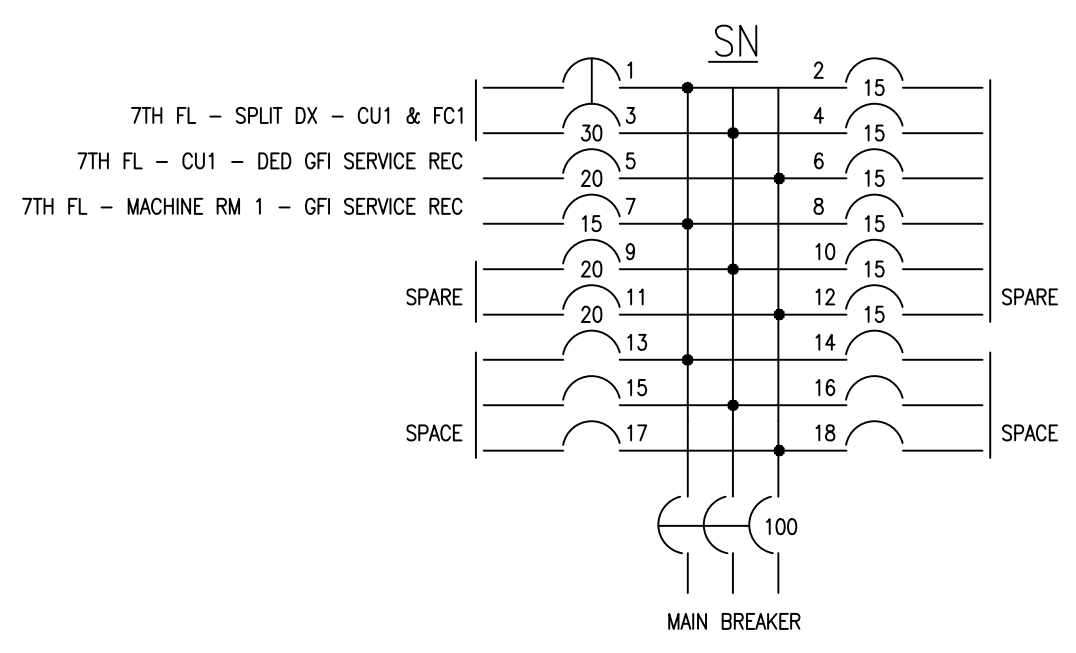 SN
1 2
15
7TH FL - SPLIT DX - CU1 & FC1
3 4
30 15
7TH FL - CU1 - DED GFI SERVICE REC
5 6
20 15
7TH FL - MACHINE RM 1 - GFI SERVICE REC
7 8
15 15
9 10
20 15
SPARE SPARE
11 12
20 15
13 14
15 16
SPACE 17 18 SPACE
100
MAIN BREAKER